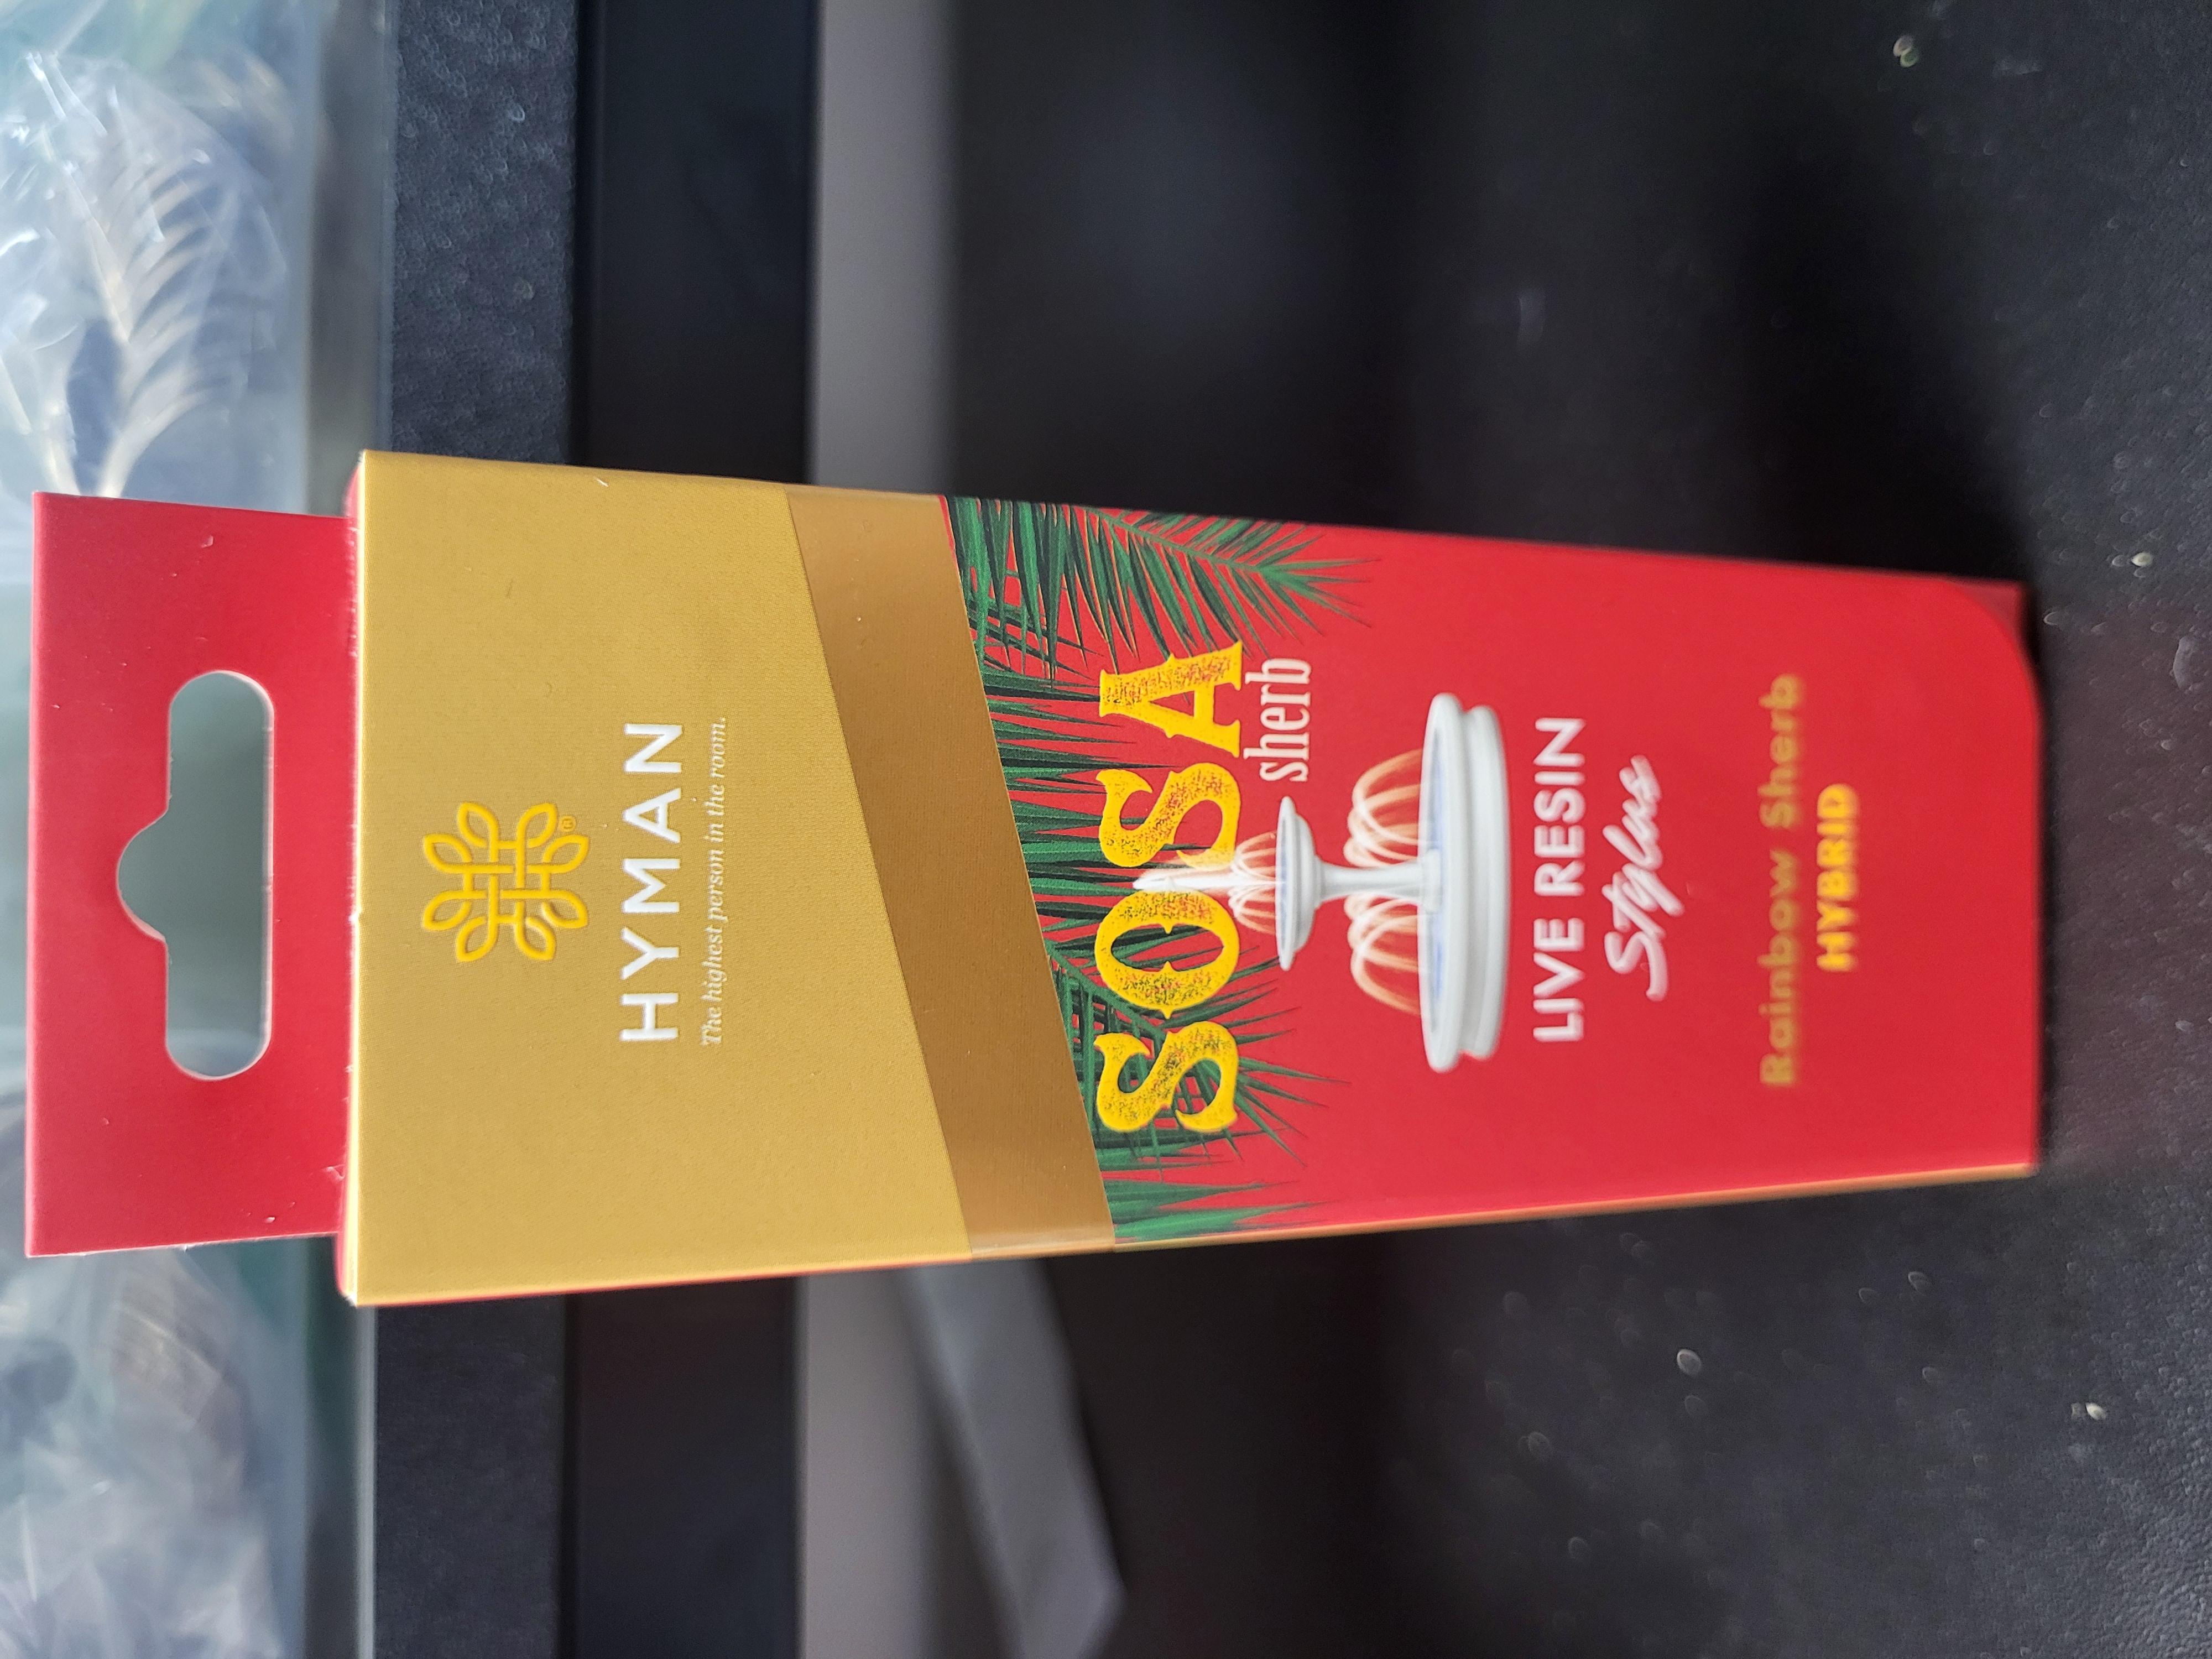 HYMAN
The highest person in the room.
SOSA
sherb
LIVE RESIN
Stylus
Rainbow Sherb
HYBRID